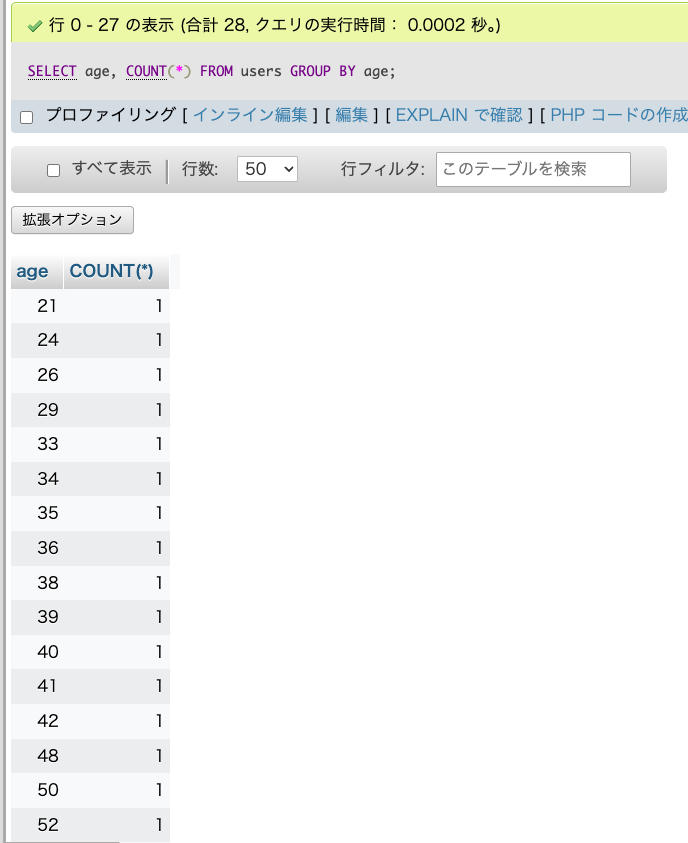 行 0 - 27 の表示 (合計 28, クエリの実行時間： 0.0002 秒。)
SELECT age, COUNT(*) FROM users GROUP BY age;
プロファイリング [ インライン編集 ] [ 編集 ] [ EXPLAIN で確認 ] [ PHP コードの作成
すべて表示 行数: 50 行フィルタ: このテーブルを検索
拡張オプション
age COUNT(*)
21 1
24 1
26 1
29 1
33 1
34 1
35 1
36 1
38 1
39 1
40 1
41 1
42 1
48 1
50 1
52 1